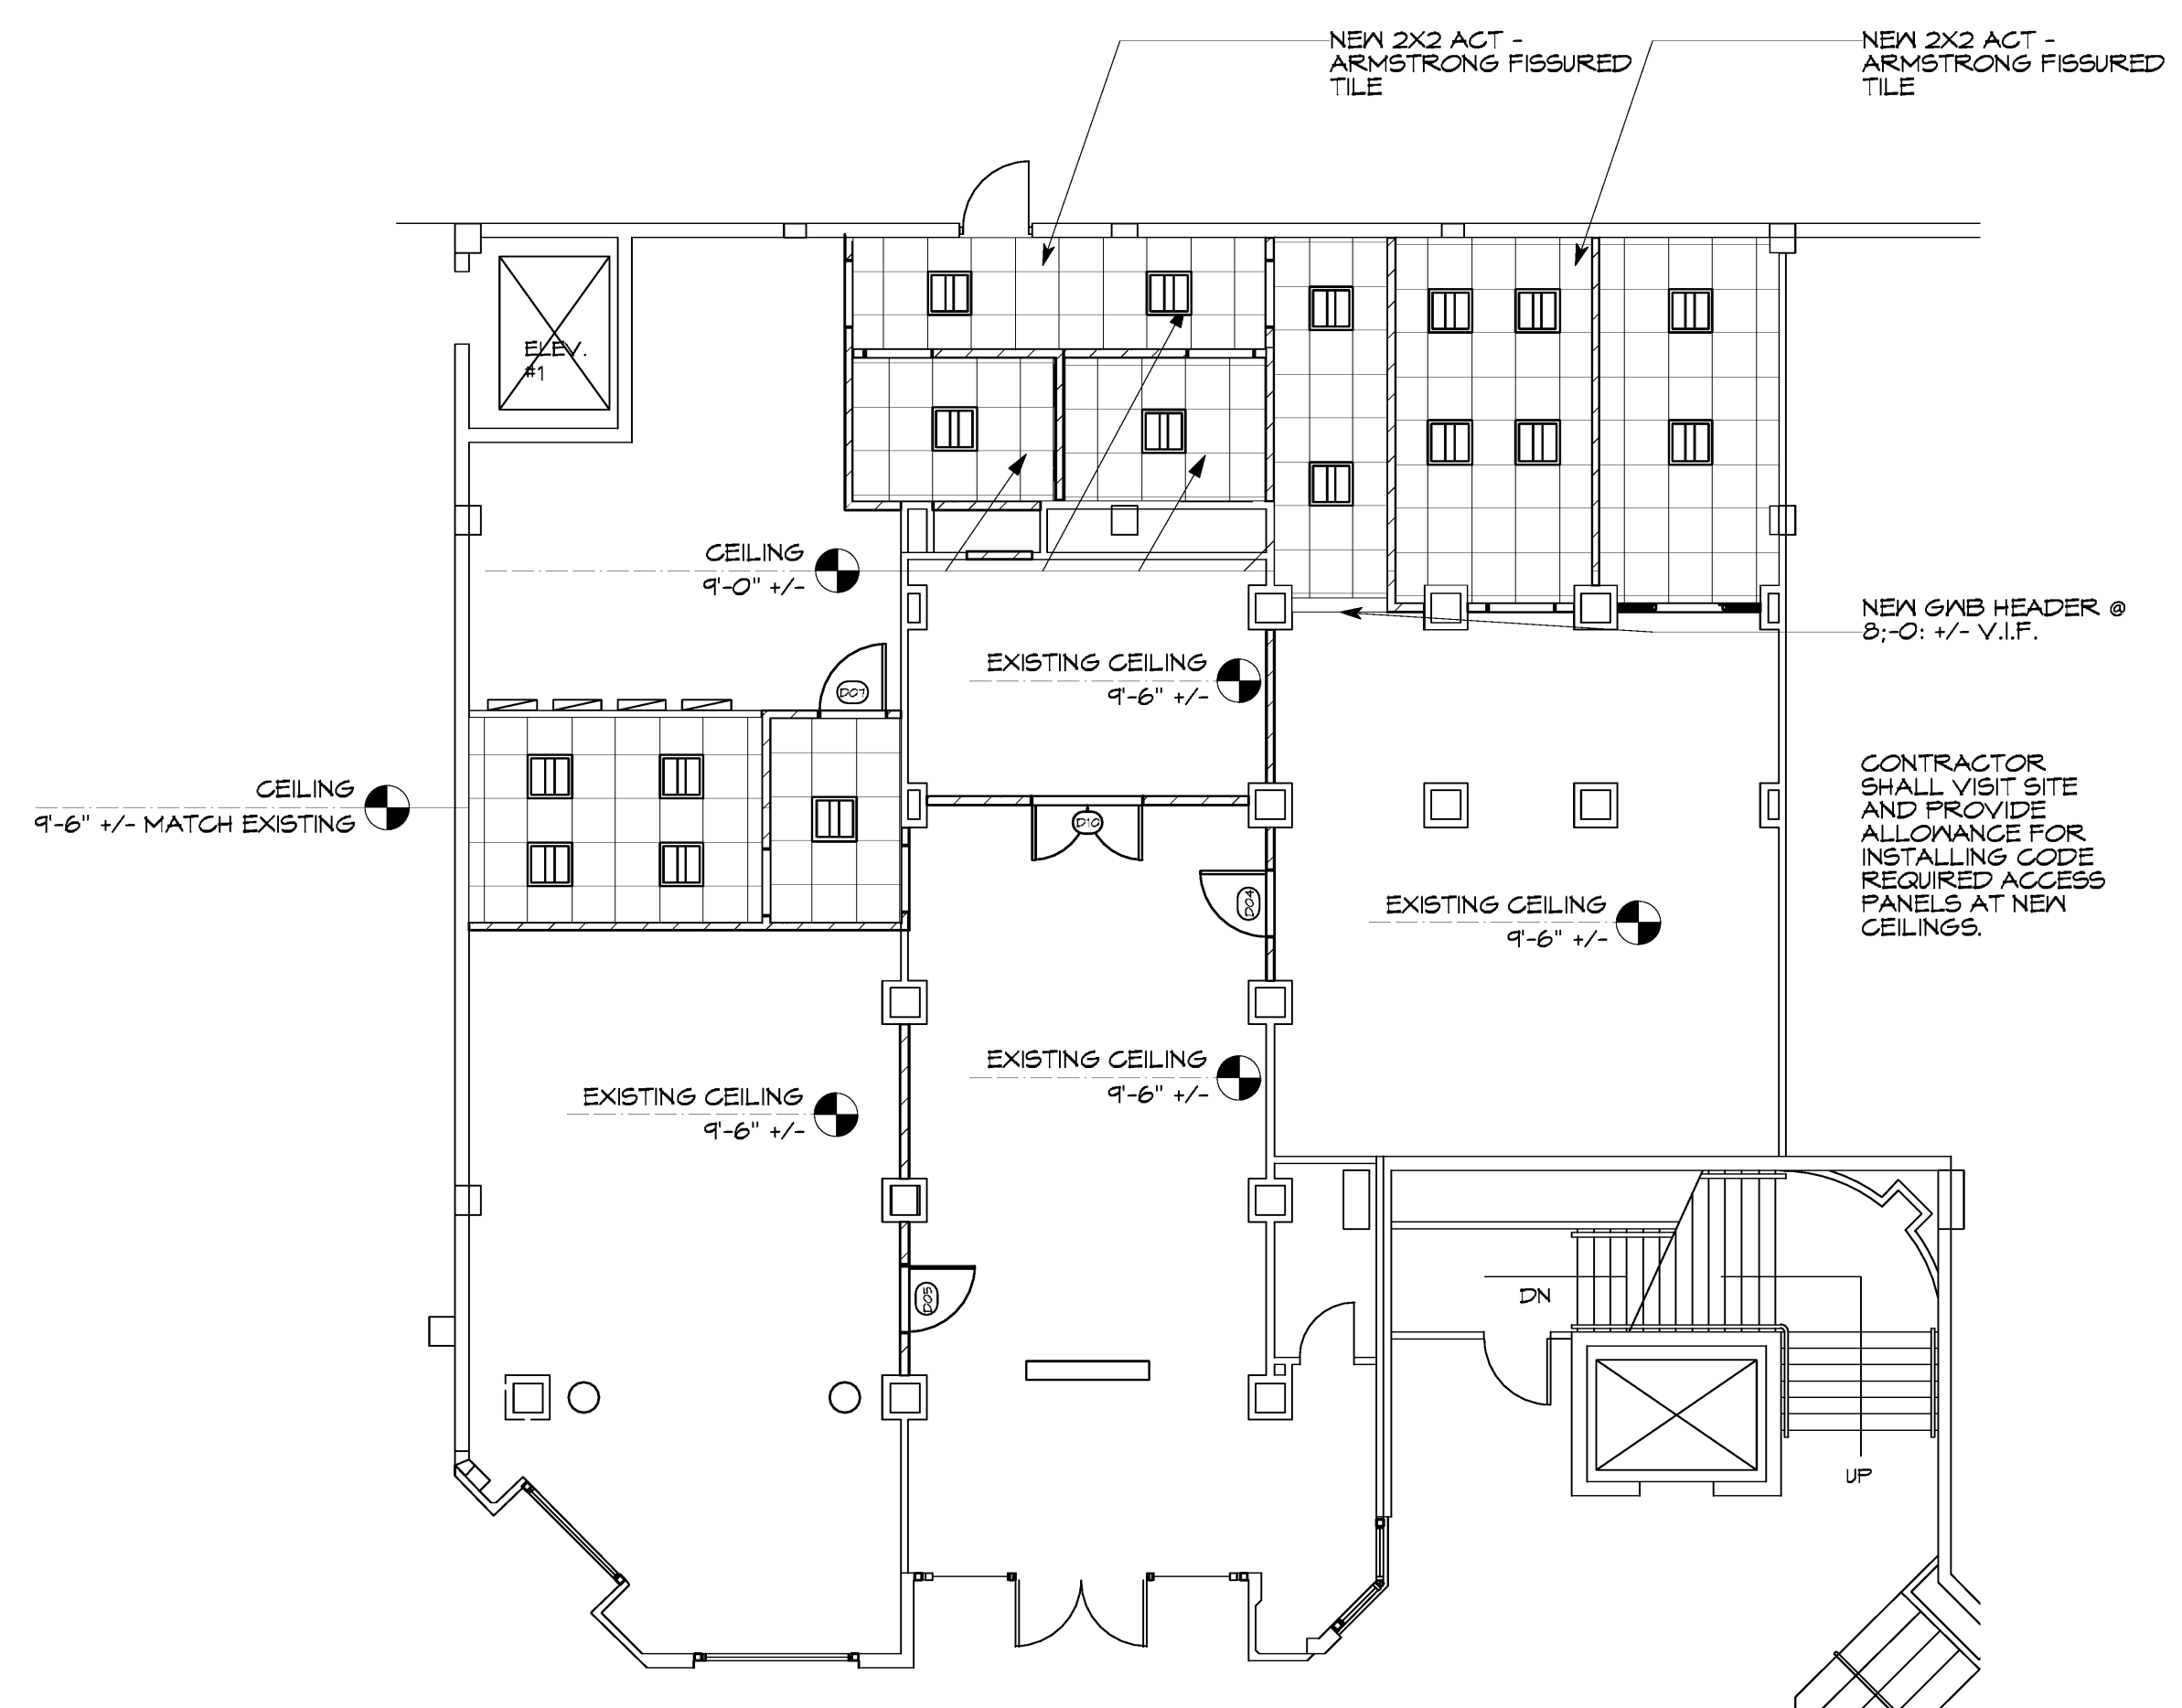 NEW 2X2 ACT -
ARMSTRONG FISSURED
TILE
NEW 2X2 ACT -
ARMSTRONG FISSURED
TILE
ELEV.
#1
CEILING
9'-0" +/-
NEW GWB HEADER @
8;-0: +/- V.I.F.
EXISTING CEILING
9'-6" +/-
D07
CEILING
9'-6" +/- MATCH EXISTING
CONTRACTOR
SHALL VISIT SITE
AND PROVIDE
ALLOWANCE FOR
INSTALLING CODE
REQUIRED ACCESS
PANELS AT NEW
CEILINGS.
D10
D04
EXISTING CEILING
9'-6" +/-
EXISTING CEILING
9'-6" +/-
EXISTING CEILING
9'-6" +/-
D05
DN
UP